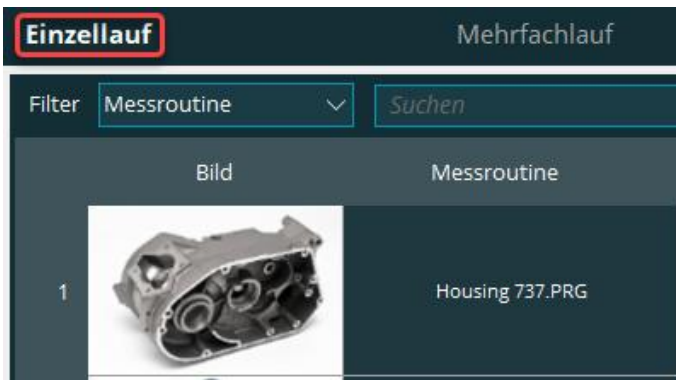 Einzellauf Mehrfachlauf
Filter Messroutine Suchen
Bild Messroutine
1 Housing 737.PRG